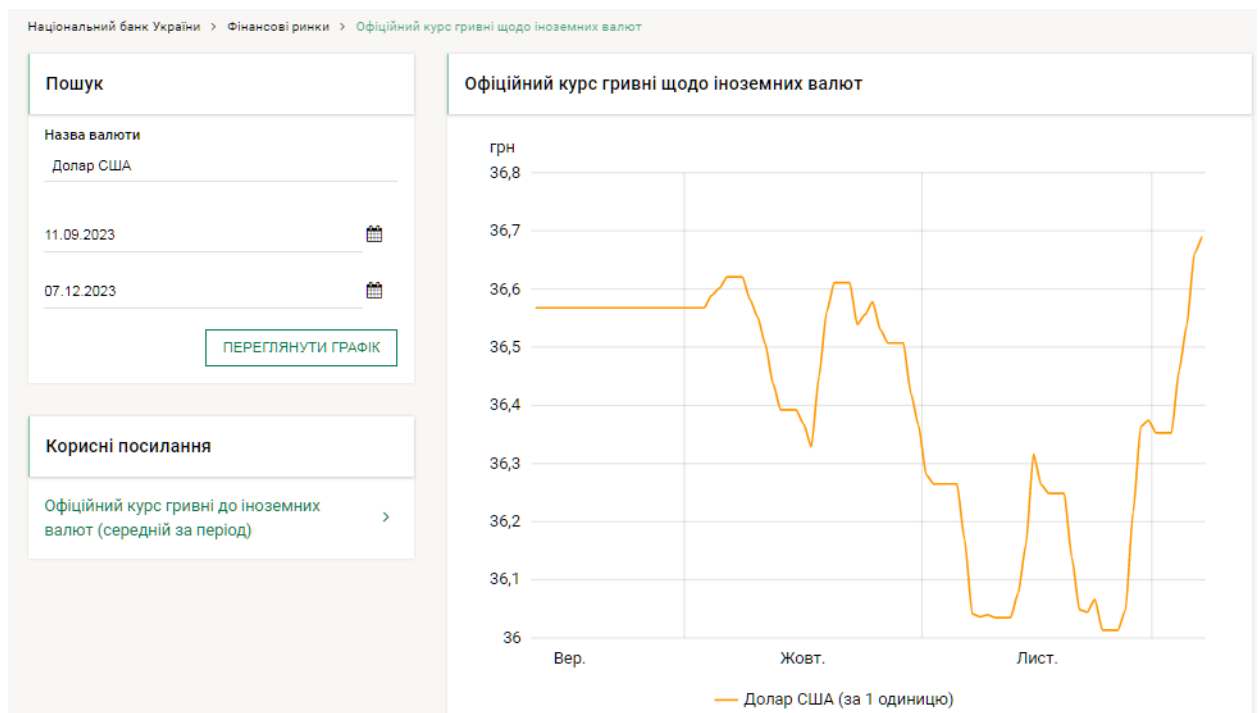 Національний банк України > Фінансові ринки > Офіційний курс гривні щодо іноземних валют
Пошук
Назва валюти
Долар США
11.09.2023
07.12.2023
ПЕРЕГЛЯНУТИ ГРАФІК
Корисні посилання
Офіційний курс гривні до іноземних
валют (середній за період)
Офіційний курс гривні щодо іноземних валют
грн
36,8
36,7
36,6
36,5
36,4
36,3
36,2
36,1
36
Вер. Жовт. Лист.
Долар США (за 1 одиницю)